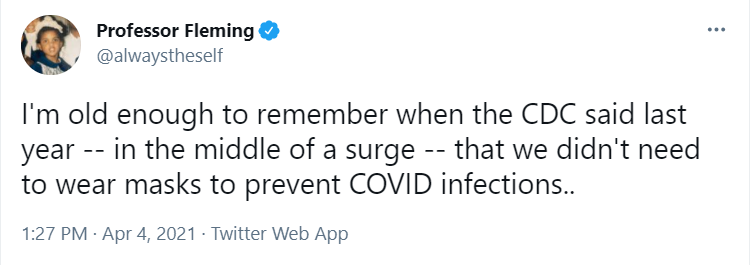 Professor Fleming
@alwaystheself
I'm old enough to remember when the CDC said last
year -- in the middle of a surge -- that we didn't need
to wear masks to prevent COVID infections..
1:27 PM · Apr 4, 2021 · Twitter Web App